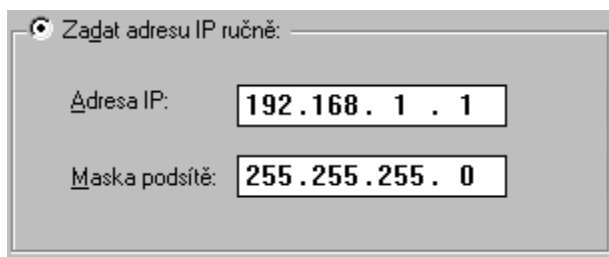 Zadat adresu IP ručně:
Adresa IP: 192.168. 1 . 1
Maska podsítě: 255.255.255. 0